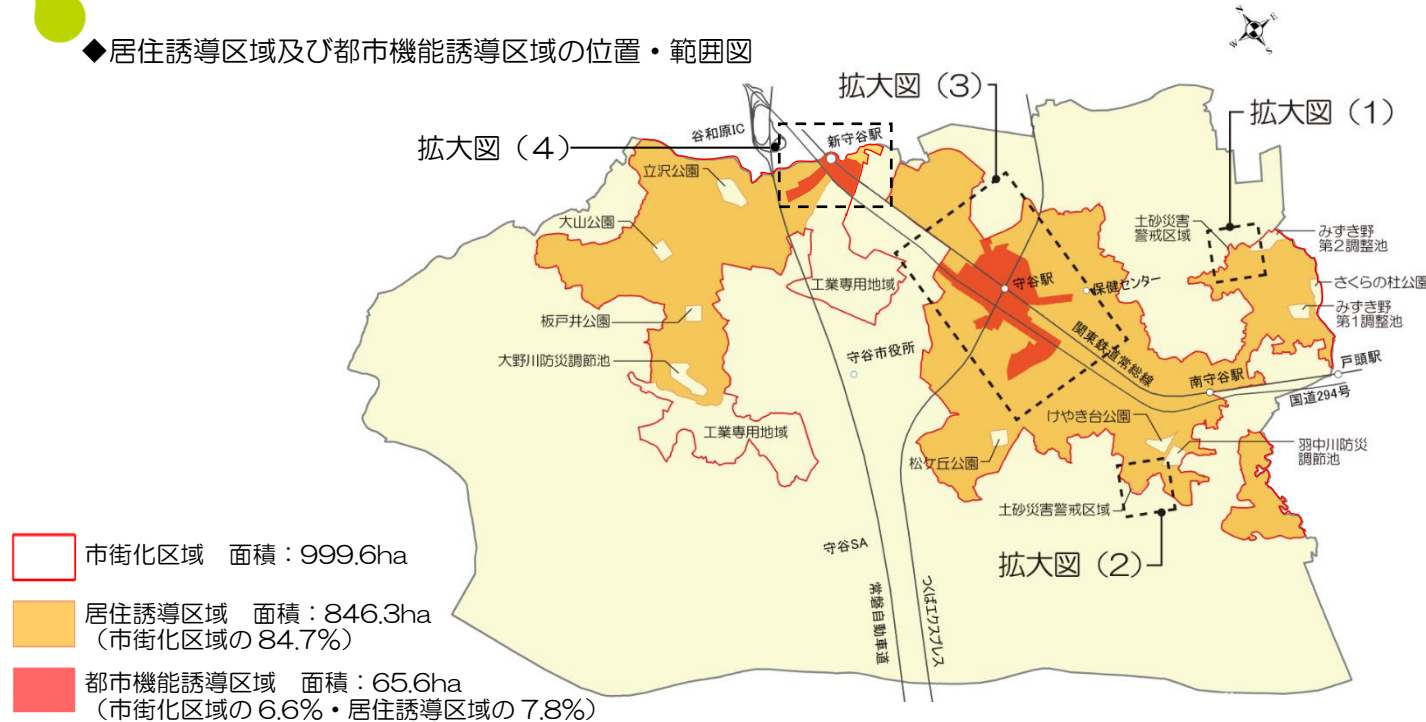 ◆居住誘導区域及び都市機能誘導区域の位置・範囲図
N
E
W
S
拡大図（3）
拡大図（1）
拡大図（4）
谷和原IC
新守谷駅
立沢公園
大山公園
土砂災害
警戒区域
みずき野
第2調整池
さくらの杜公園
みずき野
第1調整池
工業専用地域
守谷駅
保健センター
板戸井公園
関東鉄道常総線
大野川防災調節池
守谷市役所
戸頭駅
南守谷駅
国道294号
けやき台公園
工業専用地域
羽中川防災
調節池
松ケ丘公園
土砂災害警戒区域
守谷SA
拡大図（2）
常磐自動車道
つくばエクスプレス
市街化区域　面積：999.6ha
居住誘導区域　面積：846.3ha
（市街化区域の84.7%）
都市機能誘導区域　面積：65.6ha
（市街化区域の6.6%・居住誘導区域の7.8%）